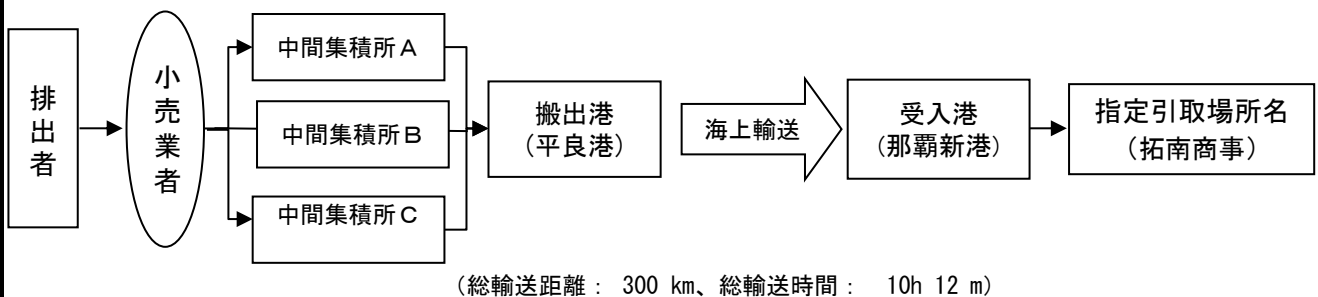 排出者
小売業者
中間集積所A
中間集積所B
中間集積所C
搬出港
(平良港)
海上輸送
受入港
(那覇新港)
指定引取場所名
(拓南商事)
(総輸送距離： 300 km、総輸送時間： 10h 12 m)